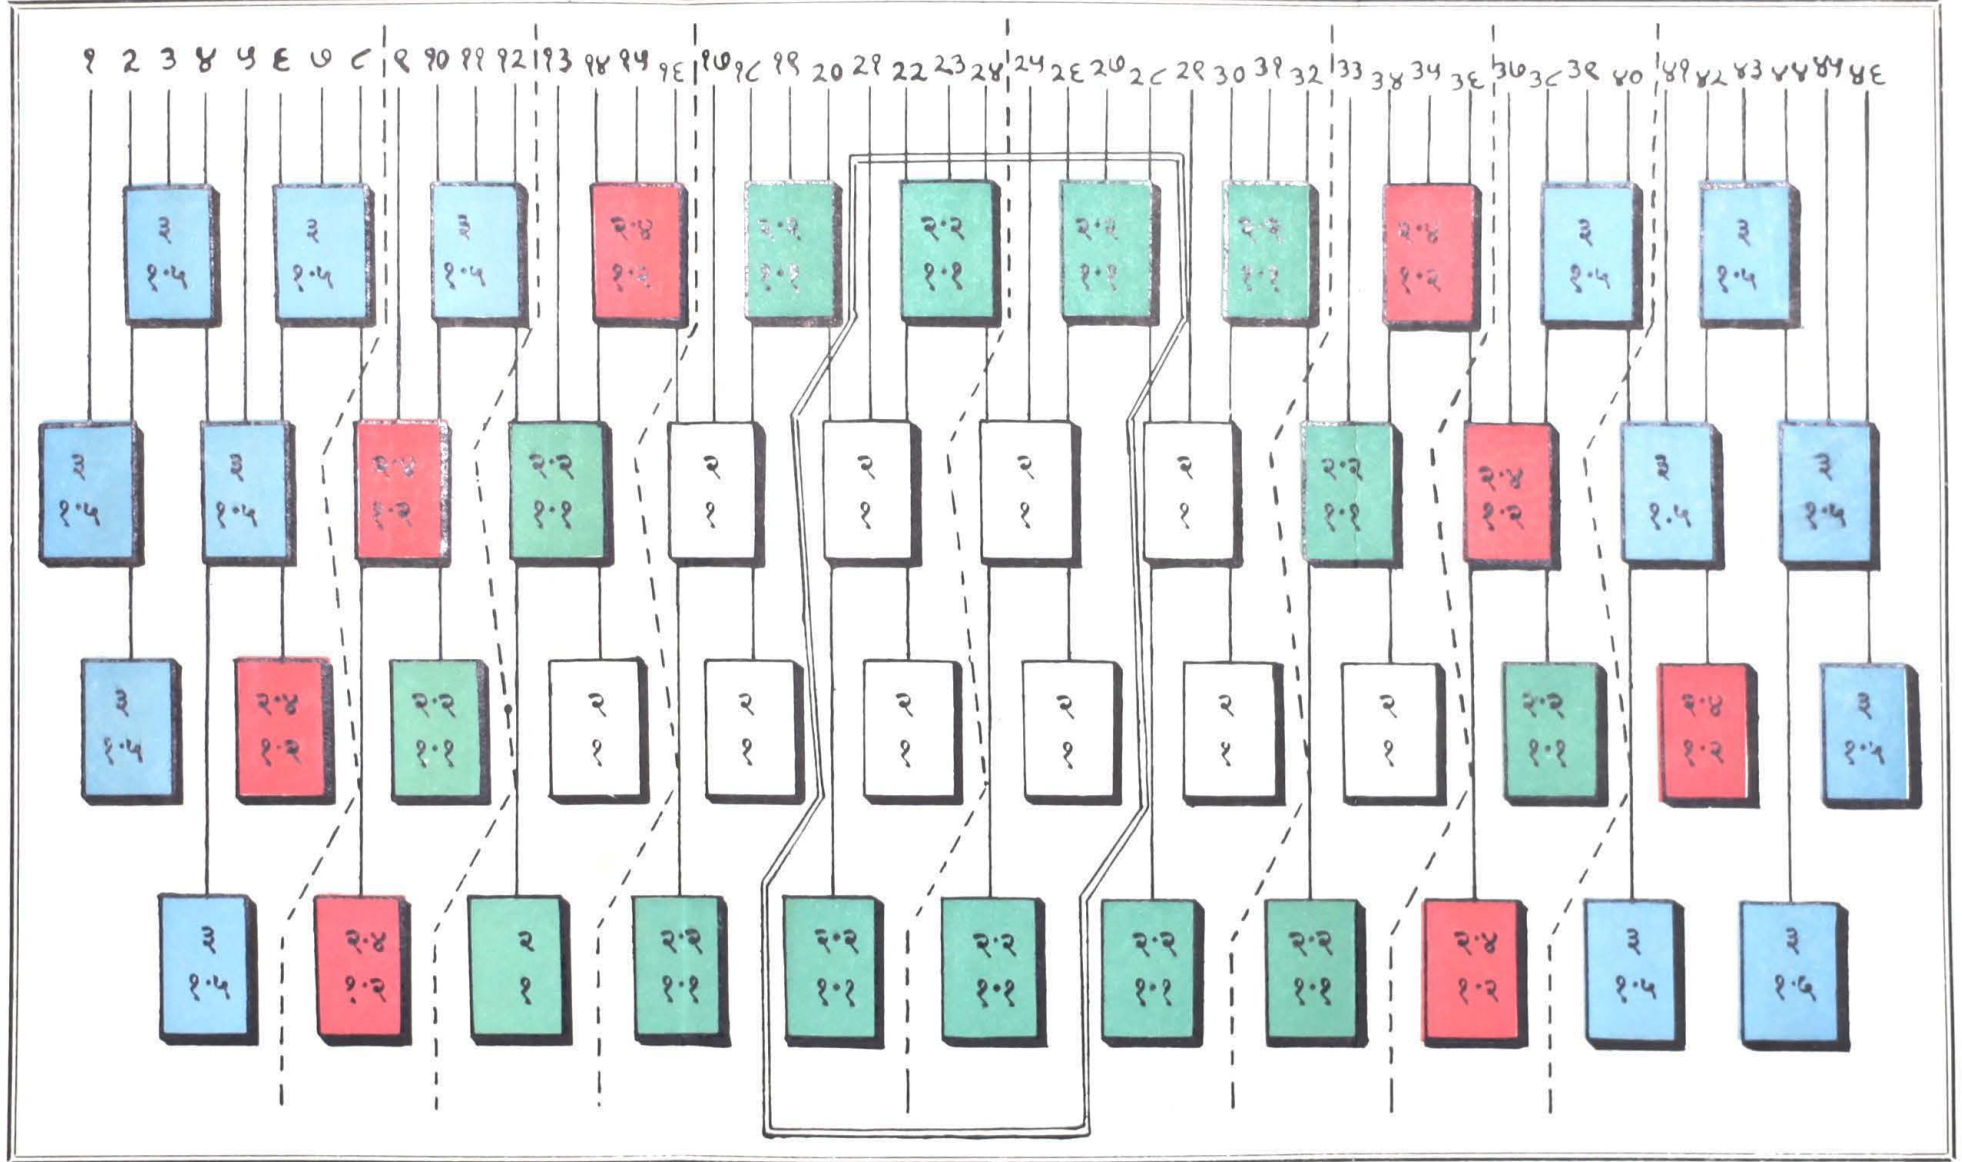 १ २ ३ ४ ५ ६ ७ ८ ९ १० ११ १२ १३ १४ १५ १६ १७ १८ १९ २० २१ २२ २३ २४ २५ २६ २७ २८ २९ ३० ३१ ३२ ३३ ३४ ३५ ३६ ३७ ३८ ३९ ४० ४१ ४२ ४३ ४४ ४५ ४६
३ ३ ३ २·४ २·२ २·२ २·२ २·२ २·४ ३ ३
१·५ १·५ १·५ १·२ १·१ १·१ १·१ १·१ १·२ १·५ १·५
३ ३ २·४ २·२ २ २ २ २ २·२ २·४ ३ ३
१·५ १·५ १·२ १·१ १ १ १ १ १·१ १·२ १·५ १·५
३ २·४ २·२ २ २ २ २ २ २ २·२ २·४ ३
१·५ १·२ १·१ १ १ १ १ १ १ १·१ १·२ १·५
३ २·४ २ २·२ २·२ २·२ २·२ २·२ २·४ ३ ३
१·५ १·२ १ १·१ १·१ १·१ १·१ १·१ १·२ १·५ १·५